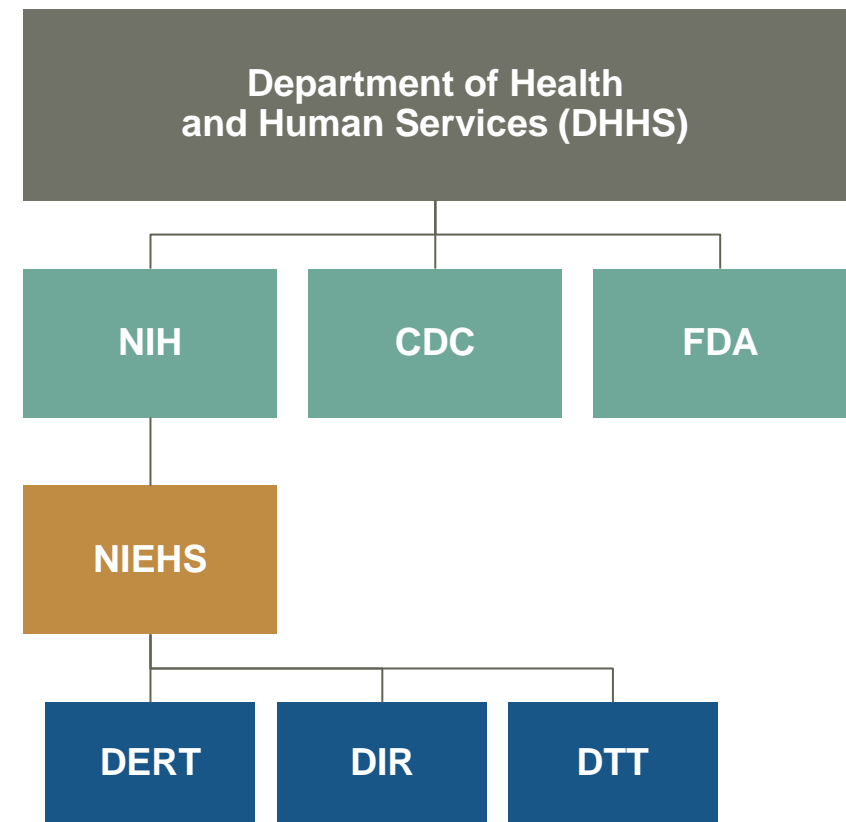 Department of Health
and Human Services (DHHS)
NIH
CDC
FDA
NIEHS
DERT
DIR
DTT